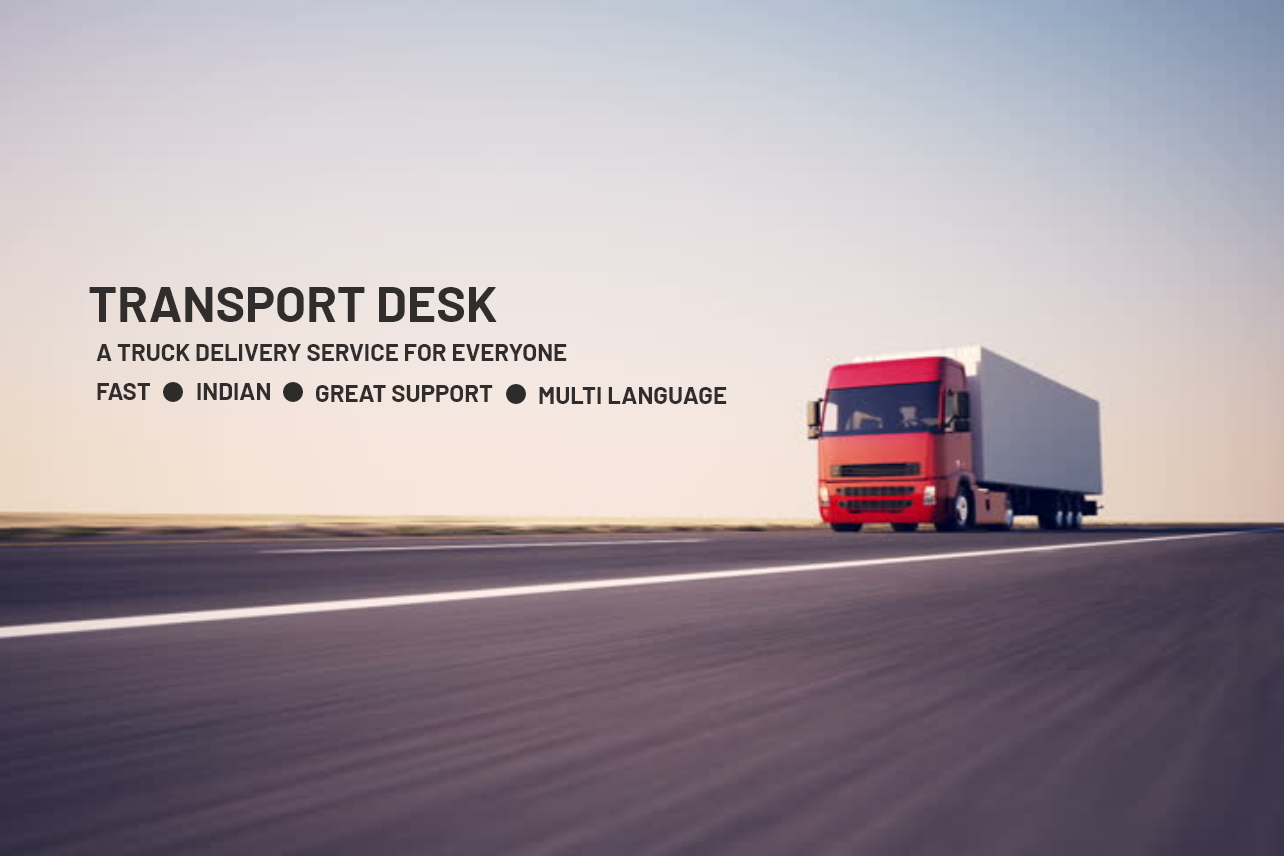 TRANSPORT DESK
A TRUCK DELIVERY SERVICE FOR EVERYONE
FAST ● INDIAN ● GREAT SUPPORT ● MULTI LANGUAGE